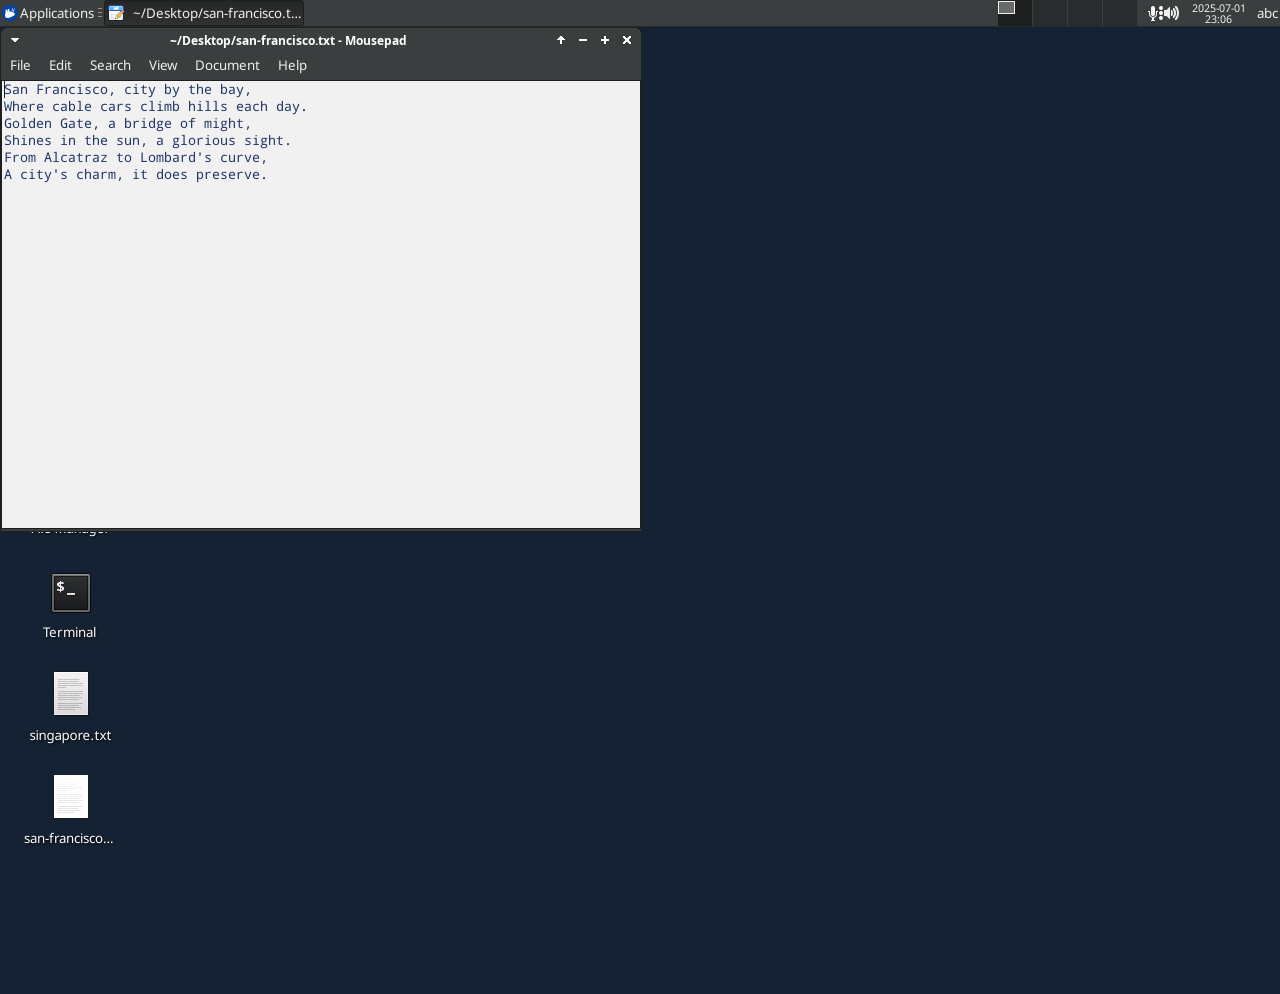 Applications
~/Desktop/san-francisco.t...
2025-07-01
23:06
abc
~/Desktop/san-francisco.txt - Mousepad
File Edit Search View Document Help
San Francisco, city by the bay,
Where cable cars climb hills each day.
Golden Gate, a bridge of might,
Shines in the sun, a glorious sight.
From Alcatraz to Lombard's curve,
A city's charm, it does preserve.
File Manager
$_
Terminal
singapore.txt
san-francisco...